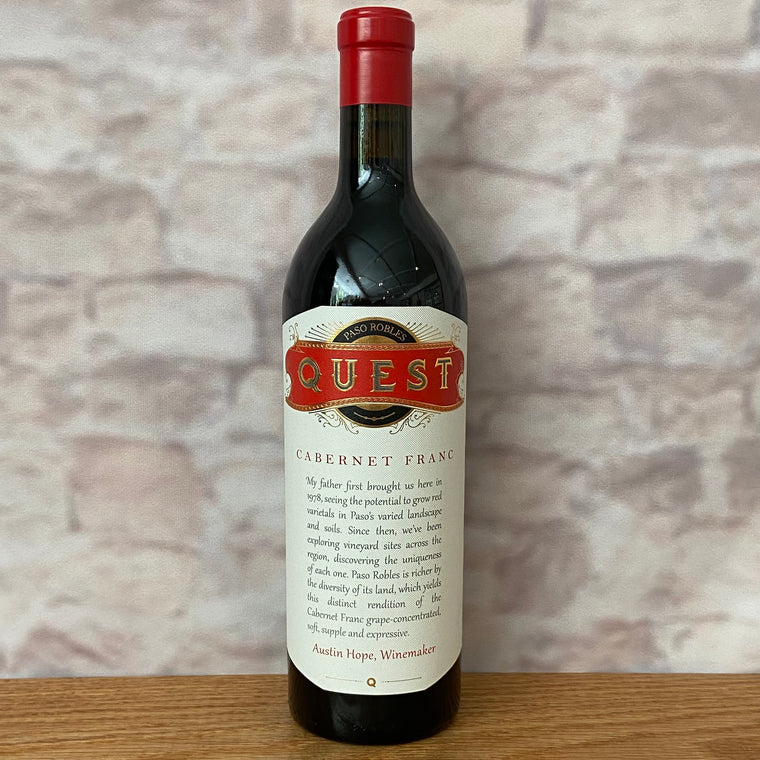 PASO ROBLES
QUEST
CABERNET FRANC
My father first brought us here in
1978, seeing the potential to grow red
varietals in Paso's varied landscape
and soils. Since then, we've been
exploring vineyard sites across the
region, discovering the uniqueness
of each one. Paso Robles is richer by
the diversity of its land, which yields
this distinct rendition of the
Cabernet Franc grape-concentrated,
soft, supple and expressive.
Austin Hope, Winemaker
Q